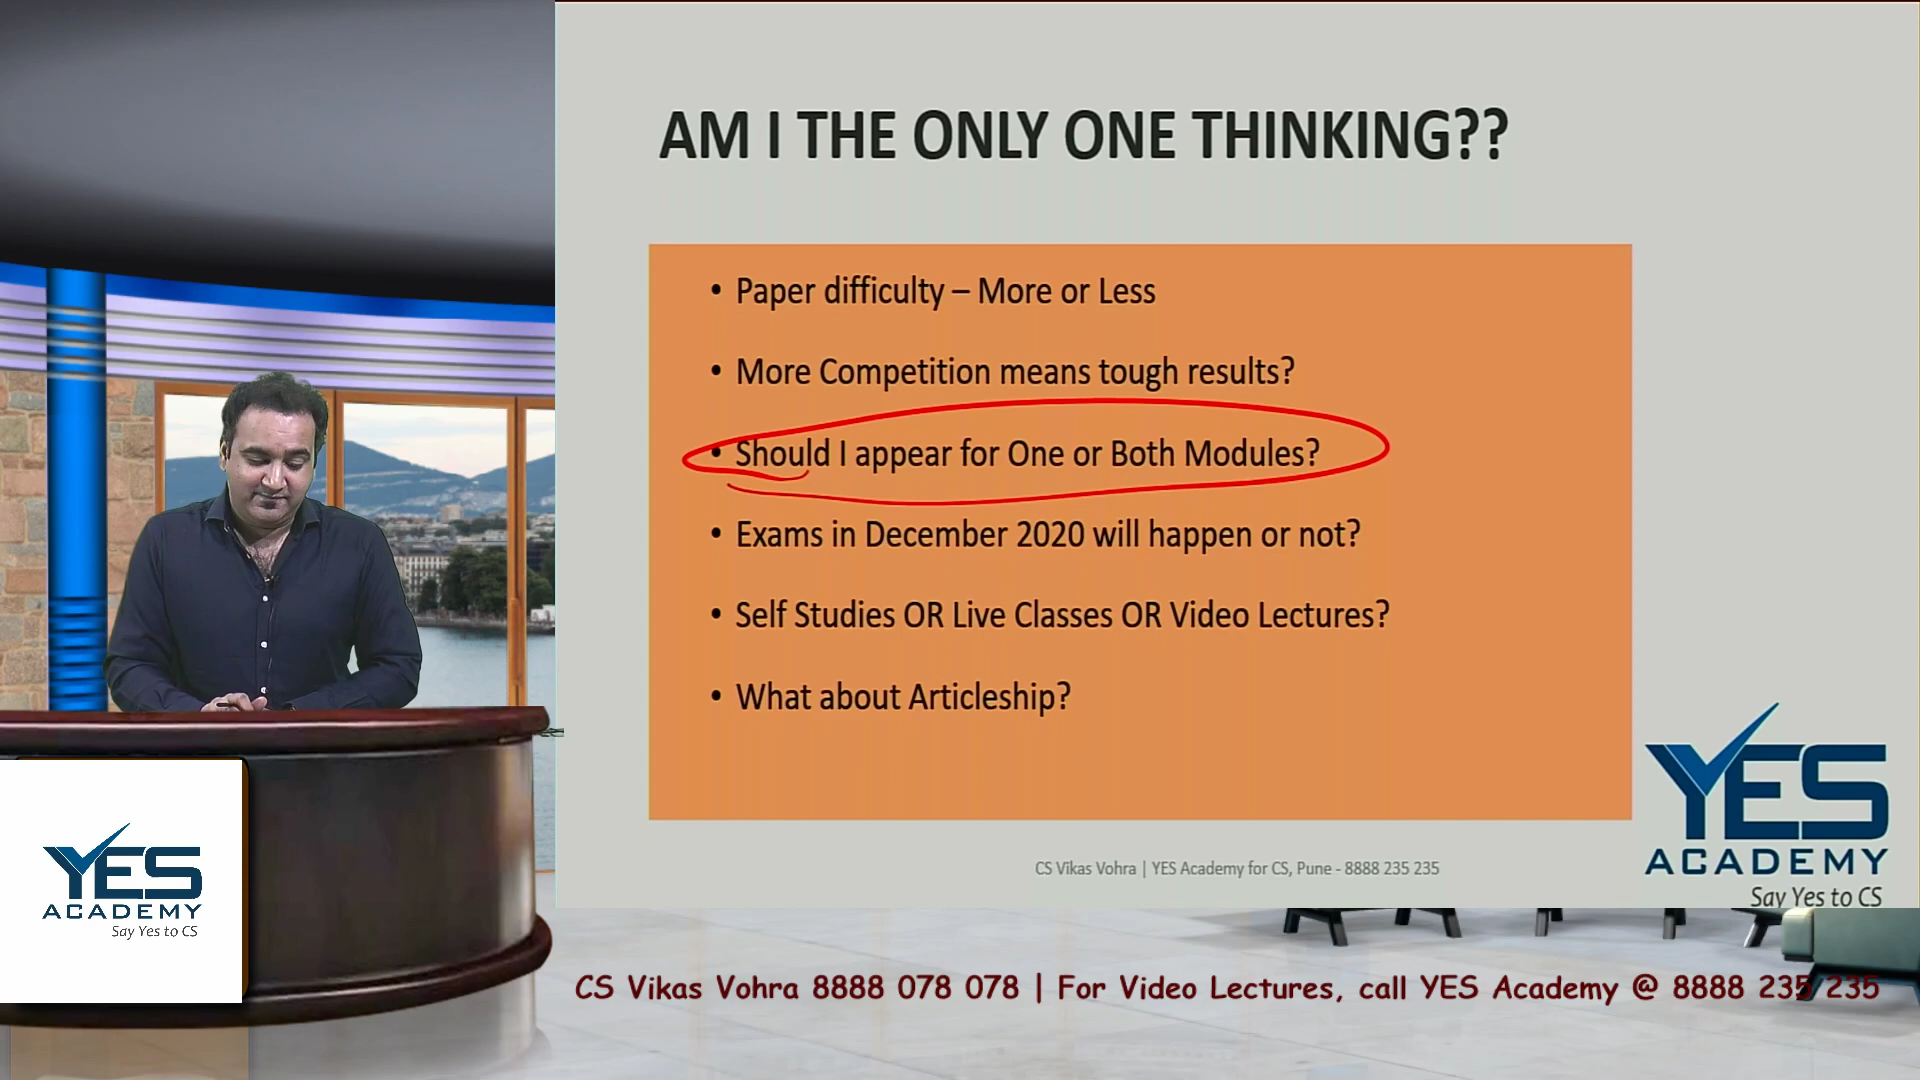 AM I THE ONLY ONE THINKING??
• Paper difficulty – More or Less
• More Competition means tough results?
• Should I appear for One or Both Modules?
• Exams in December 2020 will happen or not?
• Self Studies OR Live Classes OR Video Lectures?
• What about Articleship?
CS Vikas Vohra | YES Academy for CS, Pune - 8888 235 235
YES
ACADEMY
Say Yes to CS
YES
ACADEMY
Say Yes to CS
CS Vikas Vohra 8888 078 078 | For Video Lectures, call YES Academy @ 8888 235 235